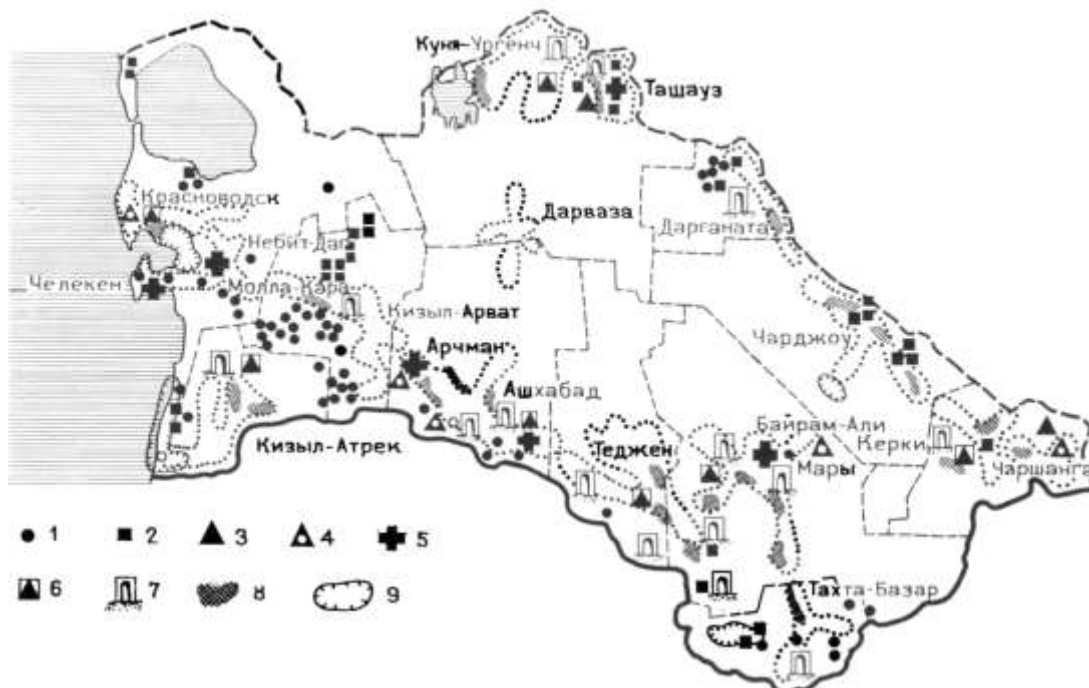 Куня-Ургенч
Ташауз
Красноводск
Дарваза
Дарганата
Небит-Даг
Челекен
Молла-Кара
Кизыл-Арват
Чарджоу
Арчман
Ашхабад
Байрам-Али
Кизыл-Атрек
Теджен
Керки
Мары
Чаршанга
1
2
3
4
5
6
7
8
9
Тахта-Базар